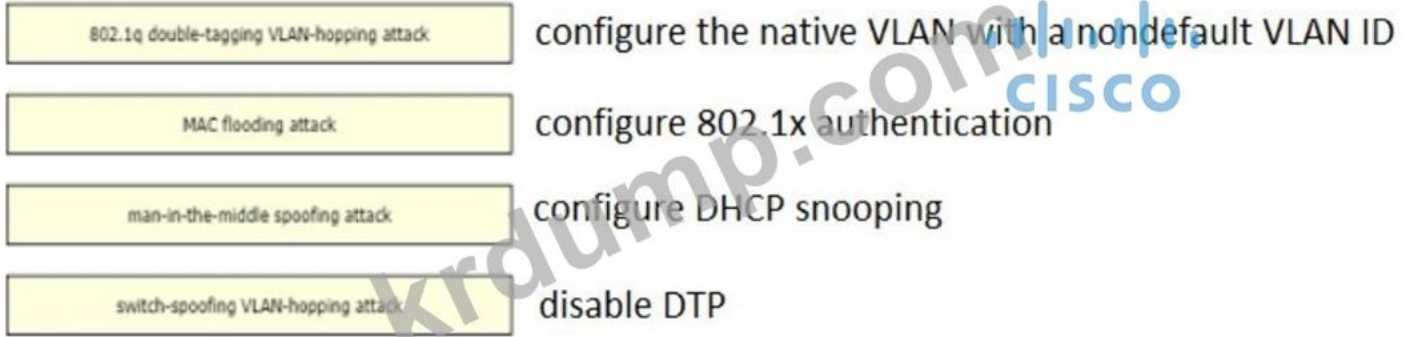 802.1q double-tagging VLAN-hopping attack
configure the native VLAN with a nondefault VLAN ID
CISCO
MAC flooding attack
configure 802.1x authentication
man-in-the-middle spoofing attack
configure DHCP snooping
switch-spoofing VLAN-hopping attack
disable DTP
krdump.com